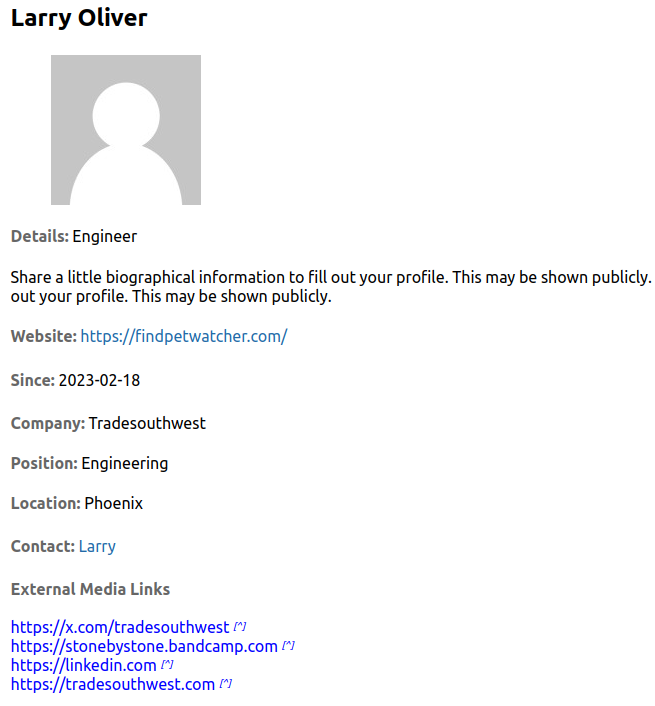 Larry Oliver
Details: Engineer
Share a little biographical information to fill out your profile. This may be shown publicly.
out your profile. This may be shown publicly.
Website: https://findpetwatcher.com/
Since: 2023-02-18
Company: Tradesouthwest
Position: Engineering
Location: Phoenix
Contact: Larry
External Media Links
https://x.com/tradesouthwest [^]
https://stonebystone.bandcamp.com [^]
https://linkedin.com [^]
https://tradesouthwest.com [^]